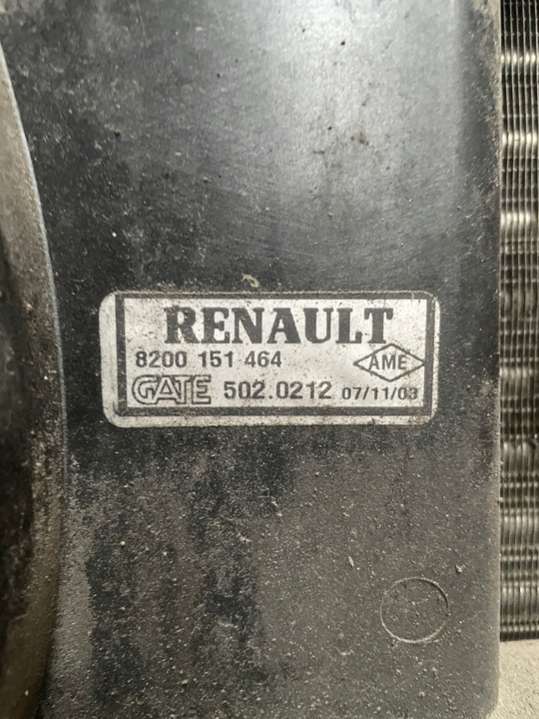 RENAULT
8200 151 464 AME
GATE 502.0212 07/11/03